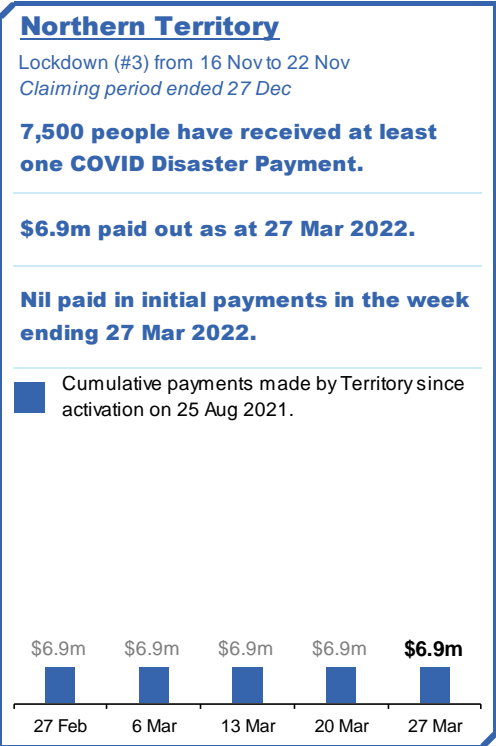 Northern Territory
Lockdown (#3) from 16 Nov to 22 Nov
Claiming period ended 27 Dec
7,500 people have received at least
one COVID Disaster Payment.
$6.9m paid out as at 27 Mar 2022.
Nil paid in initial payments in the week
ending 27 Mar 2022.
Cumulative payments made by Territory since
activation on 25 Aug 2021.
$6.9m $6.9m $6.9m $6.9m $6.9m
27 Feb 6 Mar 13 Mar 20 Mar 27 Mar